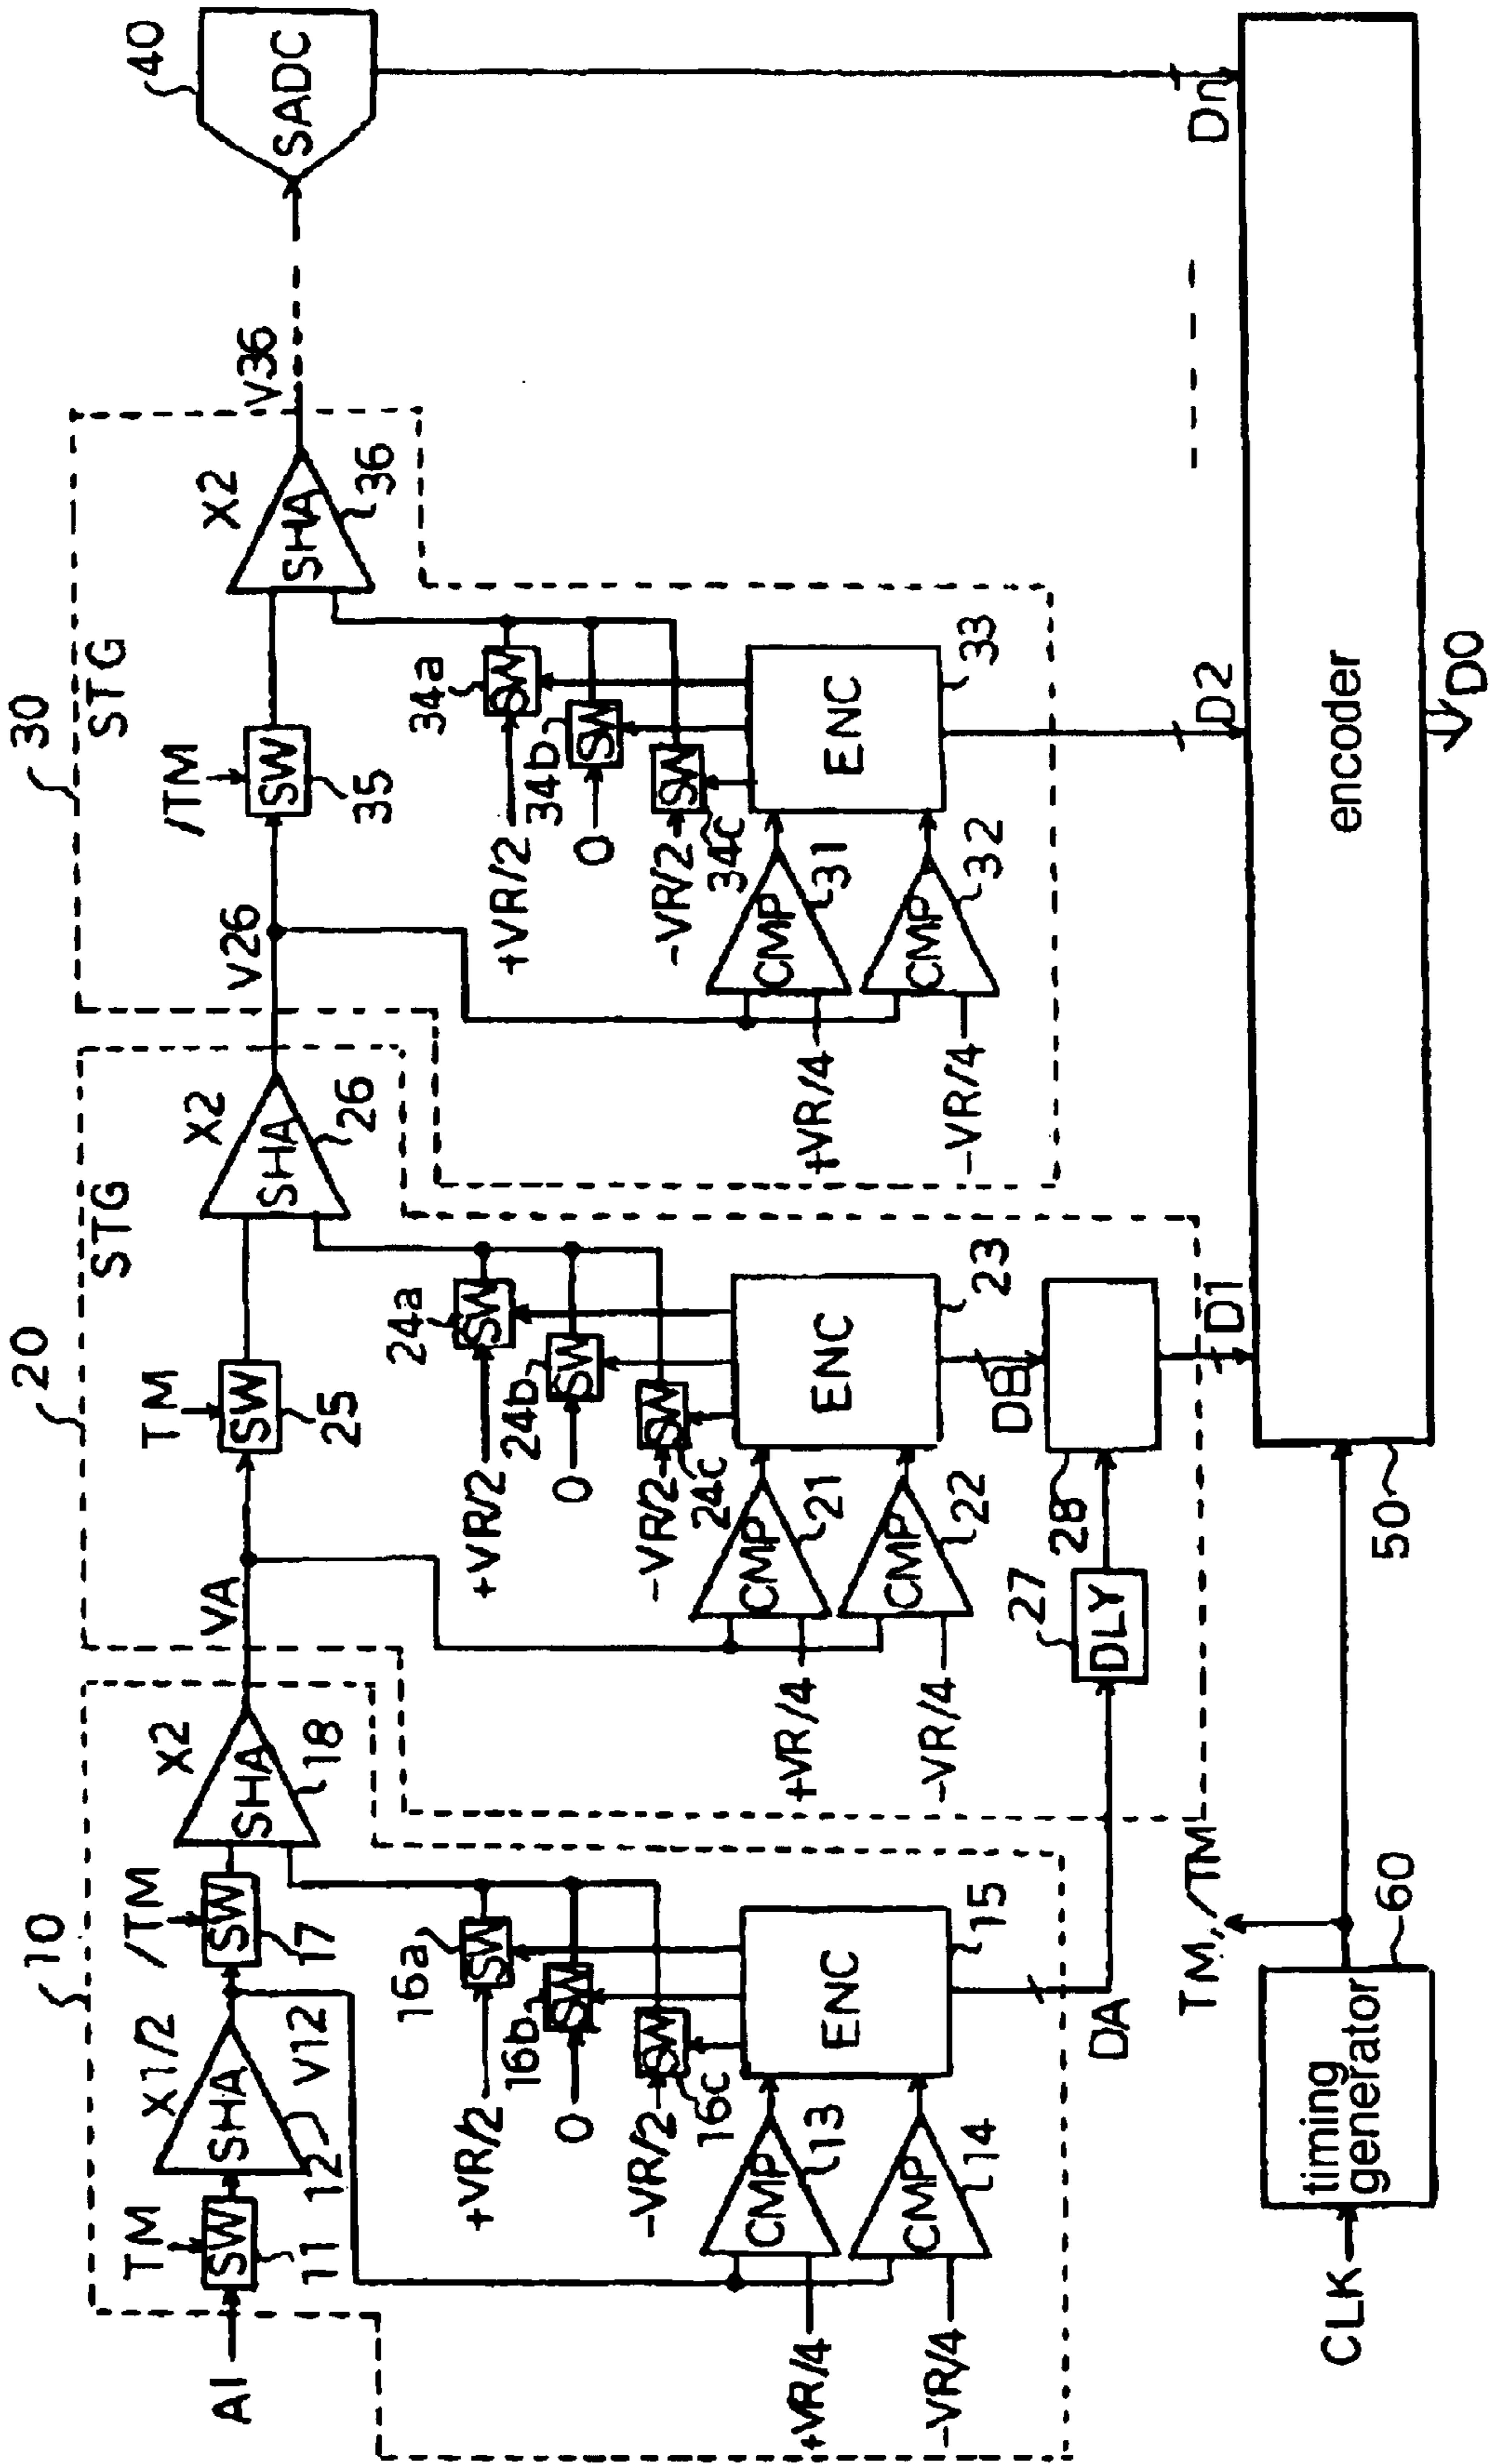 10
20
30
40
STG
STG
X1/2
X2
X2
X2
TM
/TM
TM
/TM
AI
SW
SHA
SW
SHA
VA
SW
SHA
V26
SW
SHA
V36
SADC
11
12
V12
17
18
25
26
35
36
16a
SW
24a
SW
34a
SW
+VR/2
+VR/2
+VR/2
16b
SW
24b
SW
34b
SW
0
0
0
SW
SW
SW
-VR/2
16c
-VR/2
24c
-VR/2
34c
CMP
13
ENC
15
CMP
21
ENC
23
CMP
31
ENC
33
CMP
14
CMP
22
CMP
32
+VR/4
-VR/4
+VR/4
-VR/4
+VR/4
-VR/4
DA
DB
27
DLY
28
TM, /TM
D1
D2
Dn
CLK
timing
generator
60
50
encoder
D0